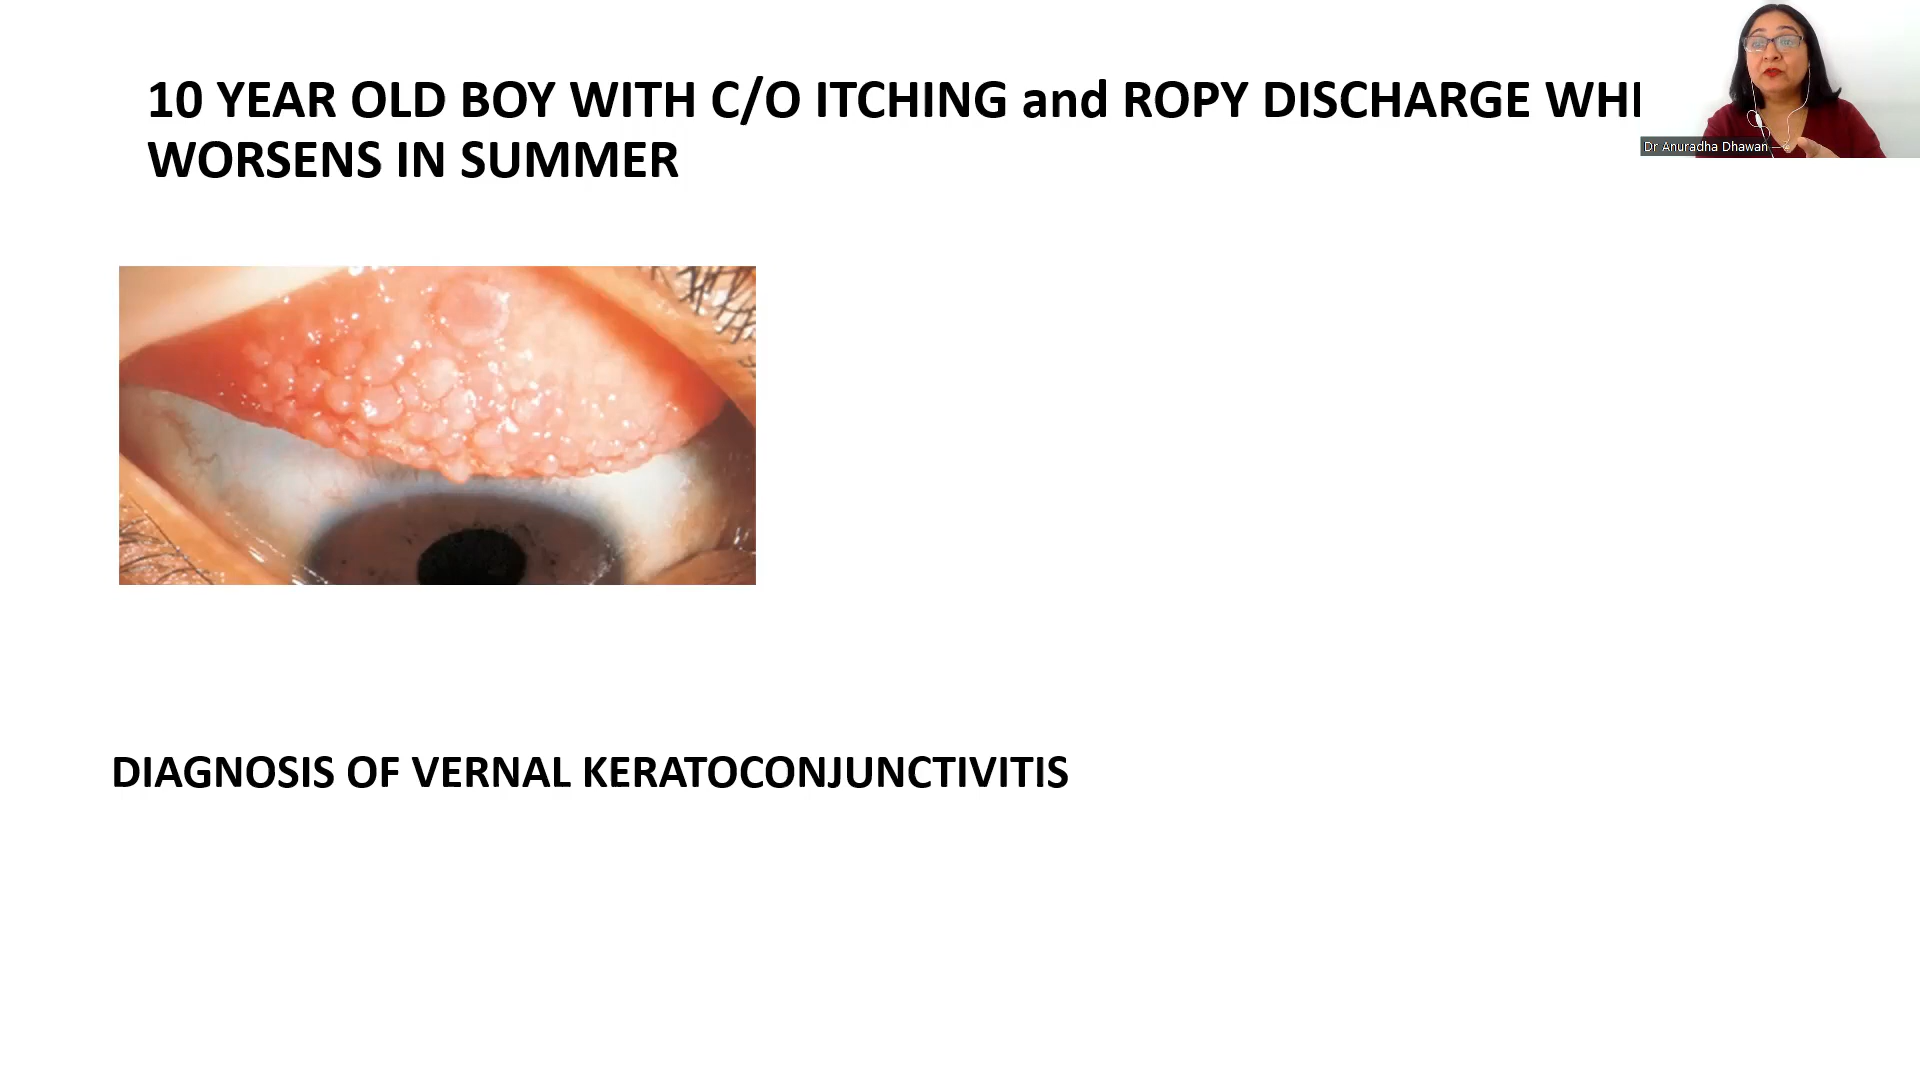 10 YEAR OLD BOY WITH C/O ITCHING and ROPY DISCHARGE
WORSENS IN SUMMER
Dr Anuradha Dhawan
DIAGNOSIS OF VERNAL KERATOCONJUNCTIVITIS